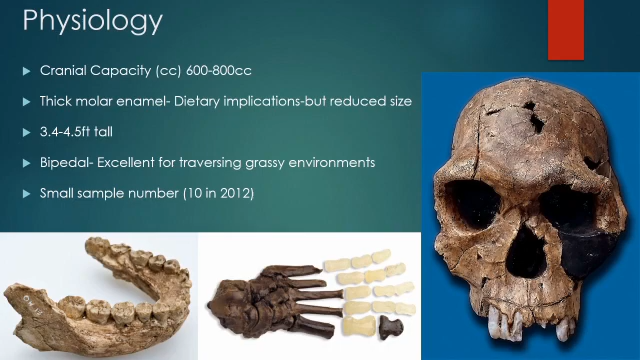 Physiology
Cranial Capacity (cc) 600-800cc
Thick molar enamel- Dietary implications-but reduced size
3.4-4.5ft tall
Bipedal- Excellent for traversing grassy environments
Small sample number (10 in 2012)